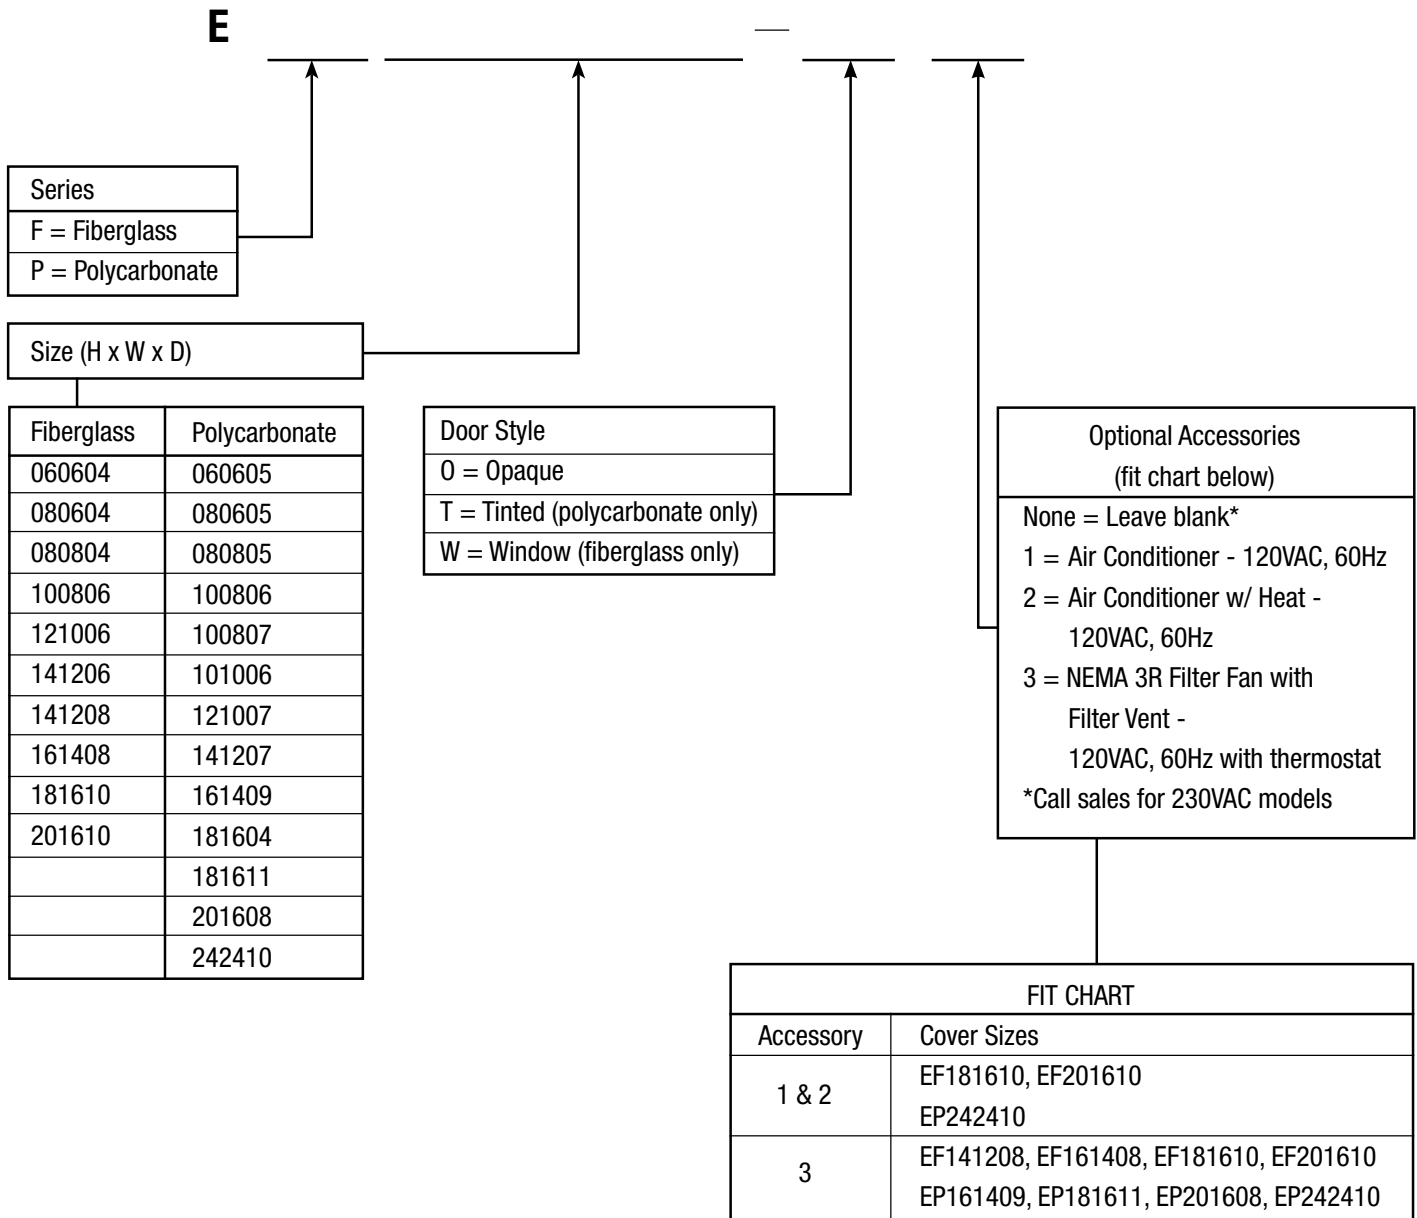 E —
Series
F = Fiberglass
P = Polycarbonate
Size (H x W x D)
Fiberglass Polycarbonate
060604 060605
080604 080605
080804 080805
100806 100806
121006 100807
141206 101006
141208 121007
161408 141207
181610 161409
201610 181604
181611
201608
242410
Door Style
O = Opaque
T = Tinted (polycarbonate only)
W = Window (fiberglass only)
Optional Accessories
(fit chart below)
None = Leave blank*
1 = Air Conditioner - 120VAC, 60Hz
2 = Air Conditioner w/ Heat -
120VAC, 60Hz
3 = NEMA 3R Filter Fan with
Filter Vent -
120VAC, 60Hz with thermostat
*Call sales for 230VAC models
FIT CHART
Accessory Cover Sizes
1 & 2 EF181610, EF201610
EP242410
3 EF141208, EF161408, EF181610, EF201610
EP161409, EP181611, EP201608, EP242410